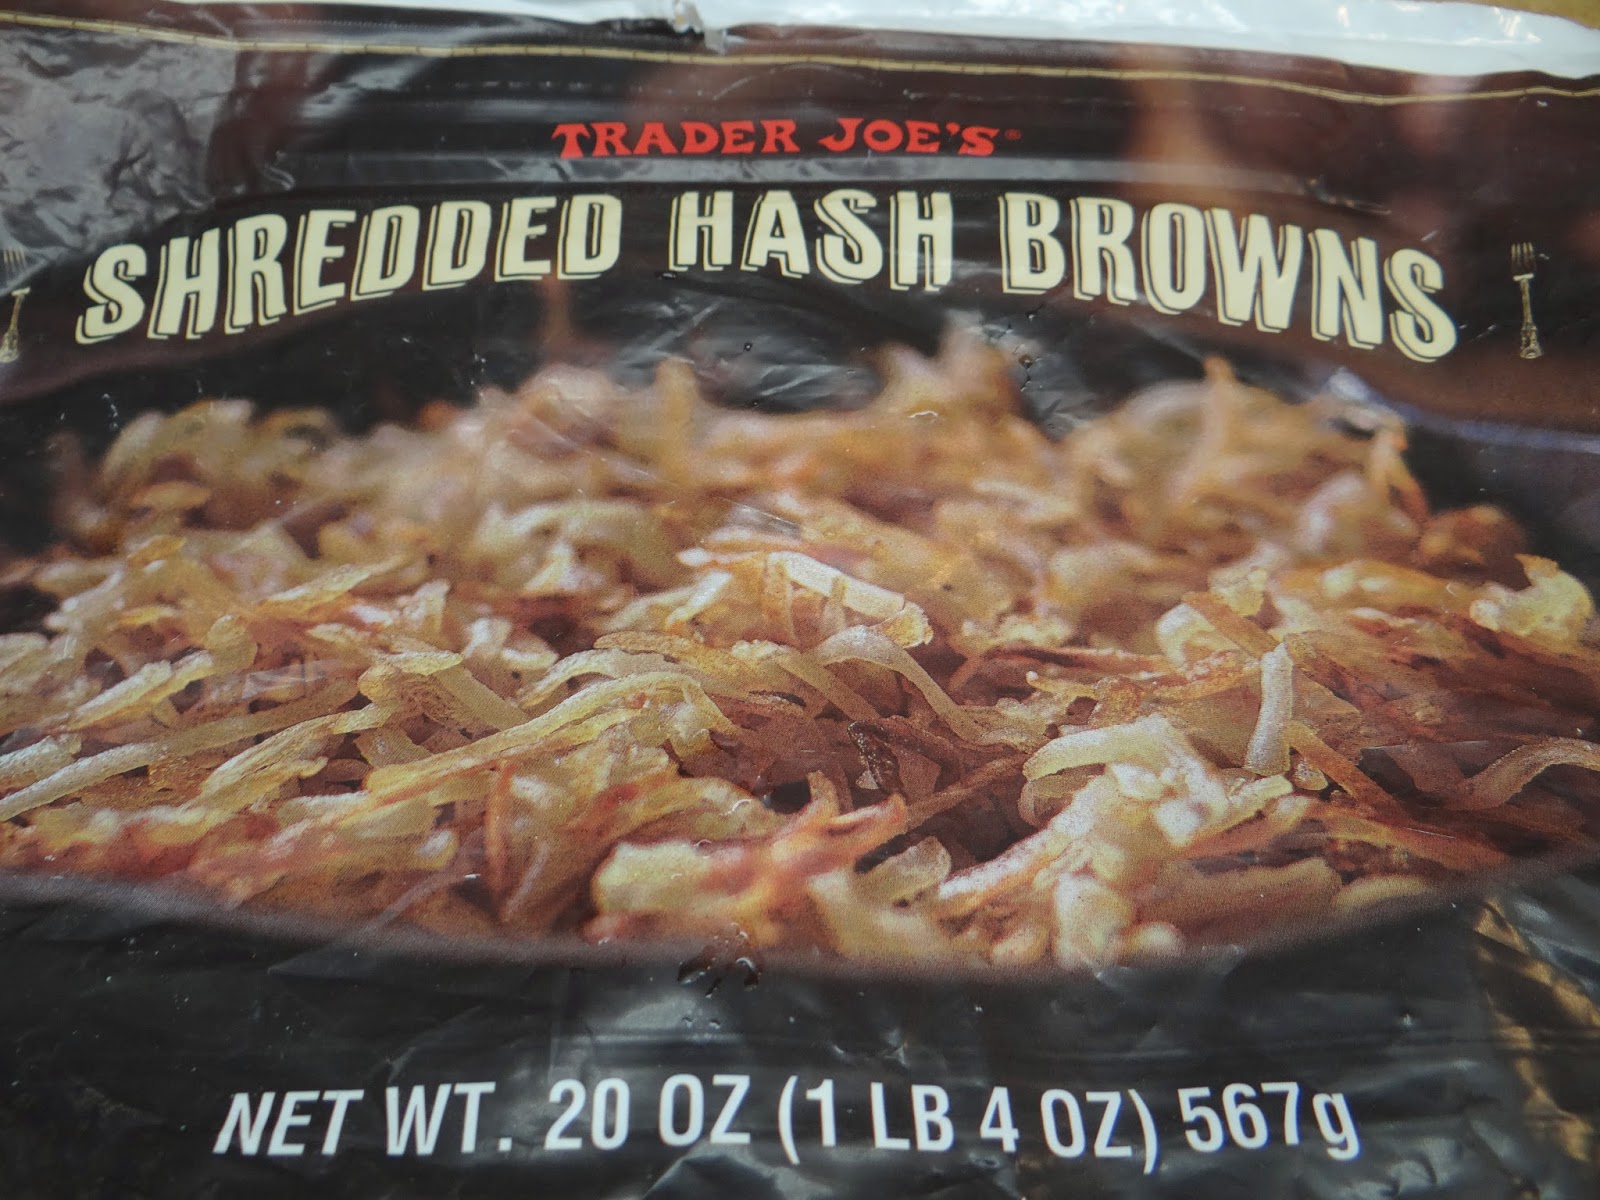 TRADER JOE'S®
SHREDDED HASH BROWNS
NET WT. 20 OZ (1 LB 4 OZ) 567g